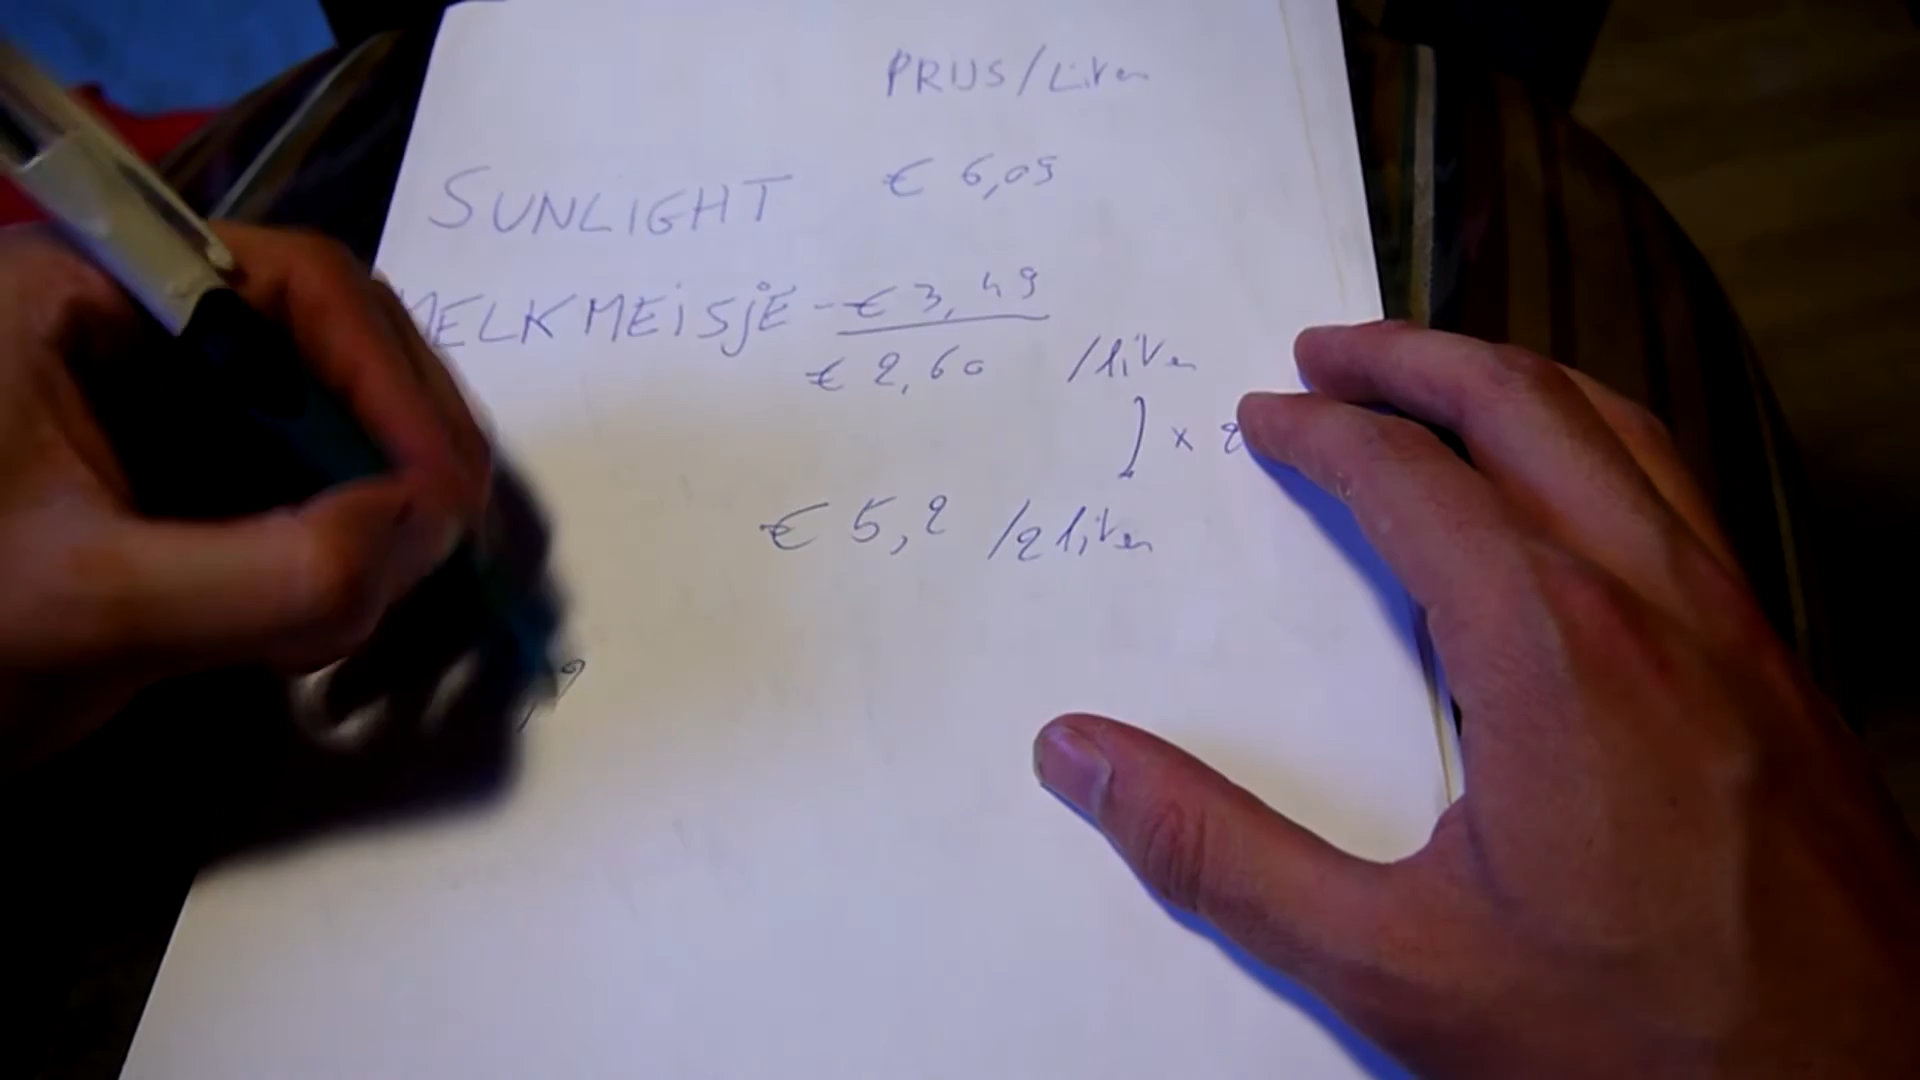 PRIJS/Liter
SUNLIGHT € 6,09
MELKMEiSjE - € 3,49
€ 2,60 /liter
] x 2
€ 5,2 /2 liter